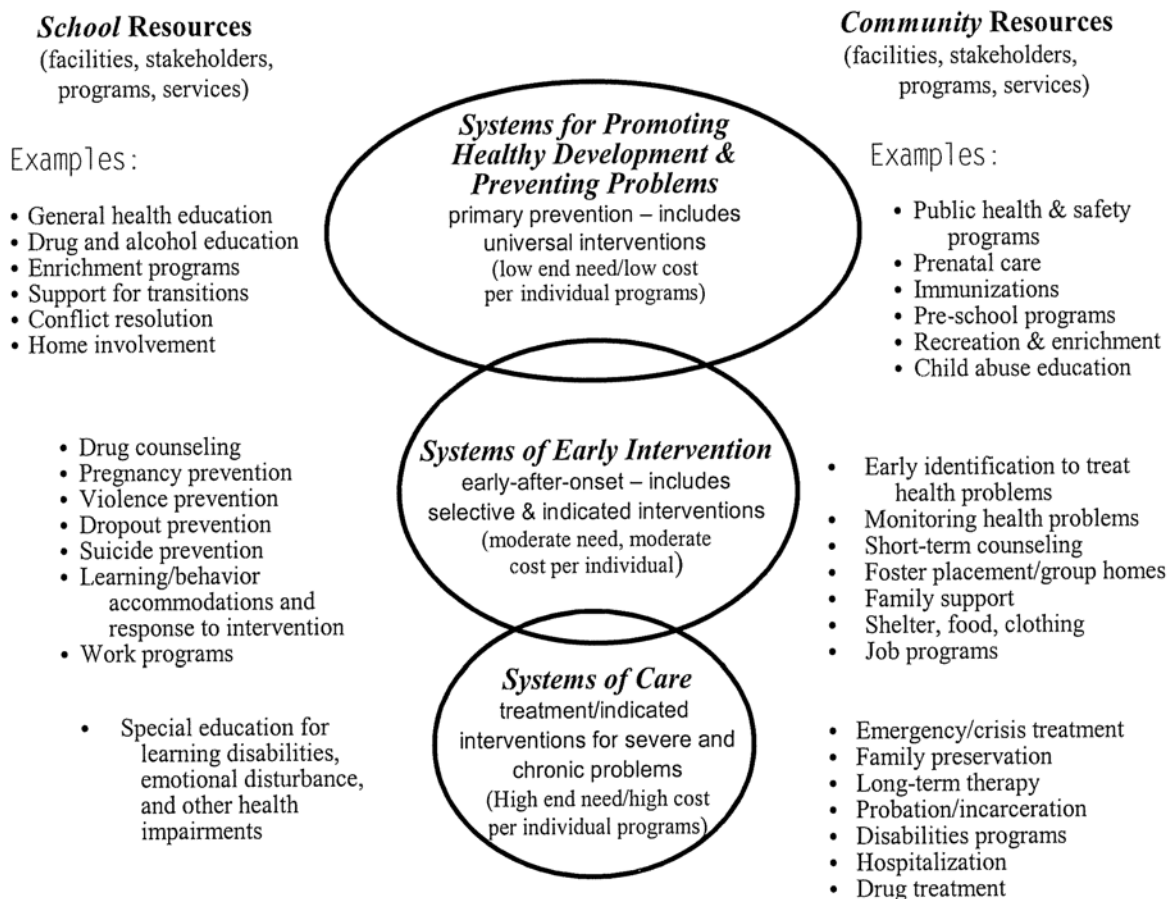 School Resources
(facilities, stakeholders,
programs, services)
Examples:
• General health education
• Drug and alcohol education
• Enrichment programs
• Support for transitions
• Conflict resolution
• Home involvement
• Drug counseling
• Pregnancy prevention
• Violence prevention
• Dropout prevention
• Suicide prevention
• Learning/behavior
accommodations and
response to intervention
• Work programs
• Special education for
learning disabilities,
emotional disturbance,
and other health
impairments
Systems for Promoting
Healthy Development &
Preventing Problems
primary prevention – includes
universal interventions
(low end need/low cost
per individual programs)
Systems of Early Intervention
early-after-onset – includes
selective & indicated interventions
(moderate need, moderate
cost per individual)
Systems of Care
treatment/indicated
interventions for severe and
chronic problems
(High end need/high cost
per individual programs)
Community Resources
(facilities, stakeholders,
programs, services)
Examples:
• Public health & safety
programs
• Prenatal care
• Immunizations
• Pre-school programs
• Recreation & enrichment
• Child abuse education
• Early identification to treat
health problems
• Monitoring health problems
• Short-term counseling
• Foster placement/group homes
• Family support
• Shelter, food, clothing
• Job programs
• Emergency/crisis treatment
• Family preservation
• Long-term therapy
• Probation/incarceration
• Disabilities programs
• Hospitalization
• Drug treatment